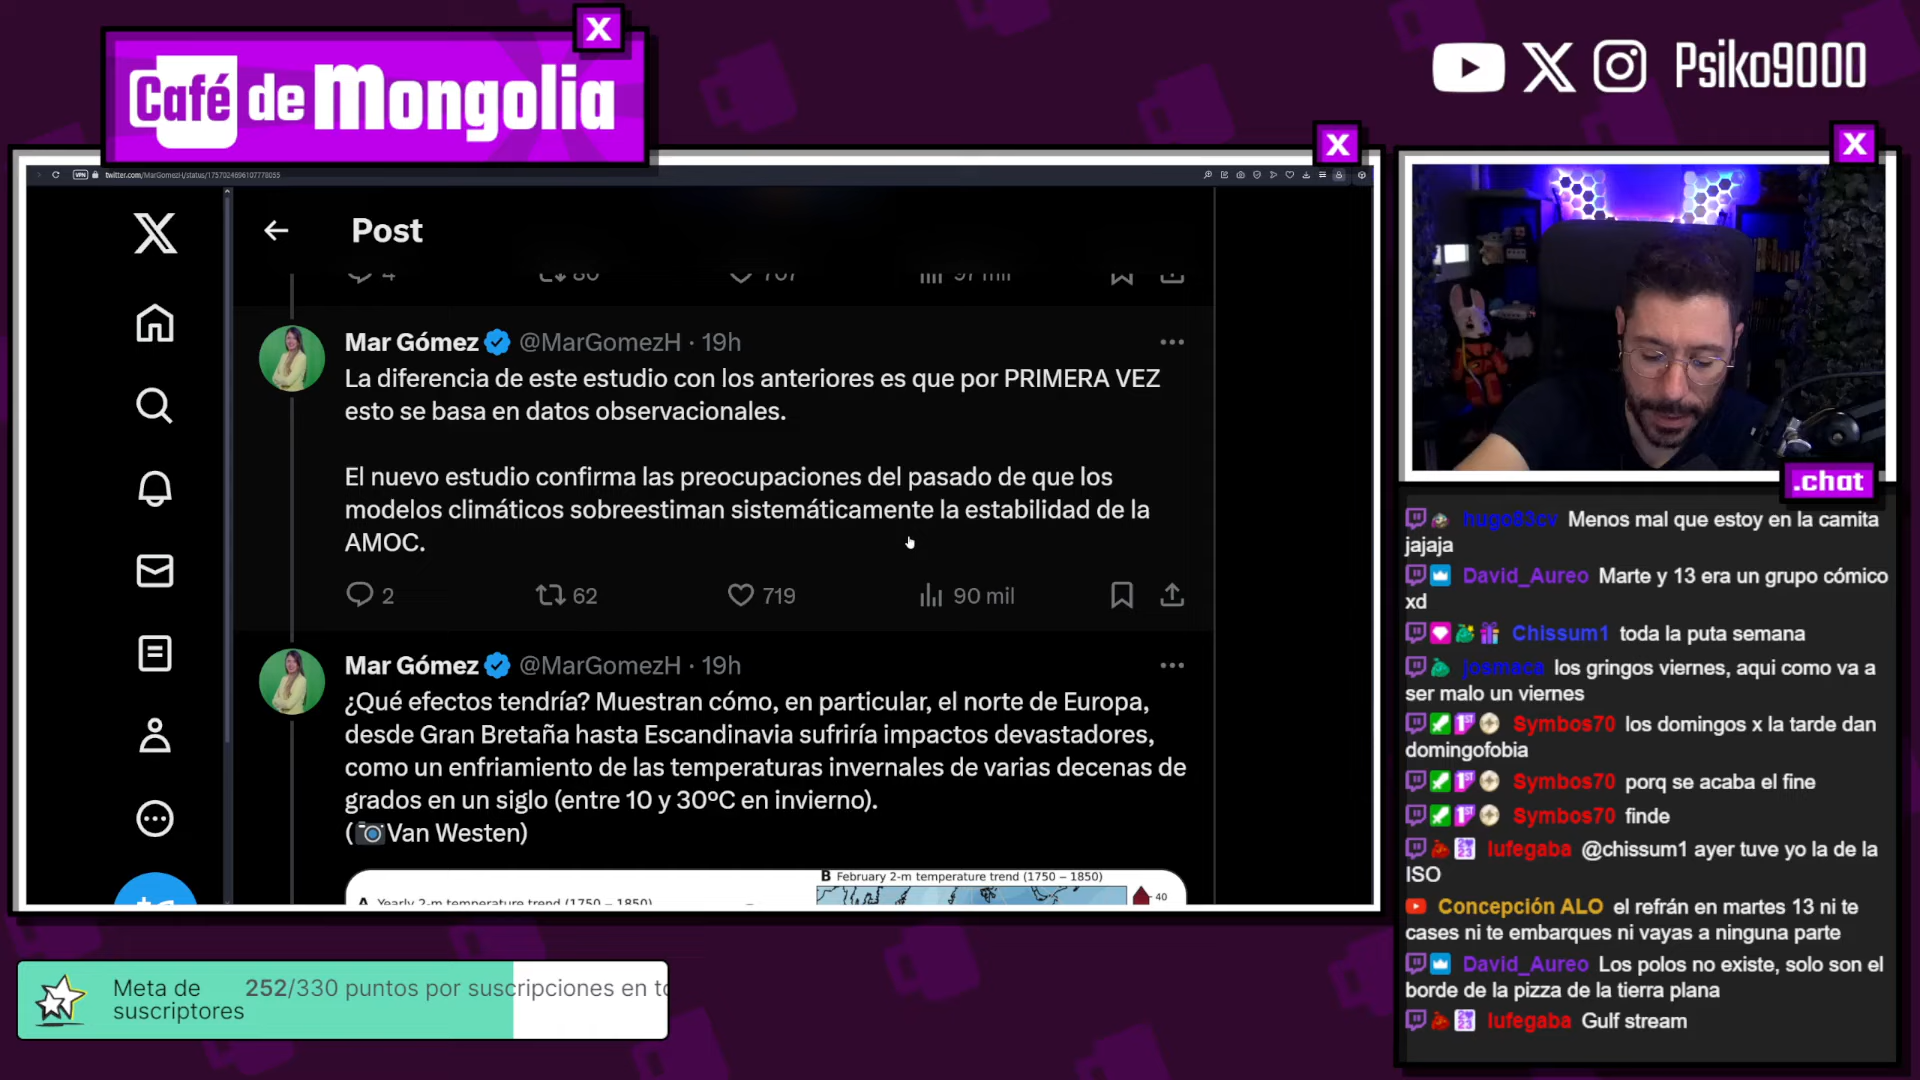 X
Café de Mongolia
Psiko9000
X
X
VPN
twitter.com/MarGomezH/status/1757024696107778055
Post
4
80
707
97 mil
Mar Gómez @MarGomezH · 19h
La diferencia de este estudio con los anteriores es que por PRIMERA VEZ
esto se basa en datos observacionales.
El nuevo estudio confirma las preocupaciones del pasado de que los
modelos climáticos sobreestiman sistemáticamente la estabilidad de la
AMOC.
2
62
719
90 mil
Mar Gómez @MarGomezH · 19h
¿Qué efectos tendría? Muestran cómo, en particular, el norte de Europa,
desde Gran Bretaña hasta Escandinavia sufriría impactos devastadores,
como un enfriamiento de las temperaturas invernales de varias decenas de
grados en un siglo (entre 10 y 30ºC en invierno).
(📷Van Westen)
B February 2-m temperature trend (1750 – 1850)
A Yearly 2-m temperature trend (1750 – 1850)
40
.chat
hugo83cv Menos mal que estoy en la camita
jajaja
David_Aureo Marte y 13 era un grupo cómico
xd
Chissum1 toda la puta semana
josmaca los gringos viernes, aqui como va a
ser malo un viernes
Symbos70 los domingos x la tarde dan
domingofobia
Symbos70 porq se acaba el fine
Symbos70 finde
lufegaba @chissum1 ayer tuve yo la de la
ISO
Concepción ALO el refrán en martes 13 ni te
cases ni te embarques ni vayas a ninguna parte
David_Aureo Los polos no existe, solo son el
borde de la pizza de la tierra plana
lufegaba Gulf stream
Meta de
suscriptores
252/330 puntos por suscripciones en to